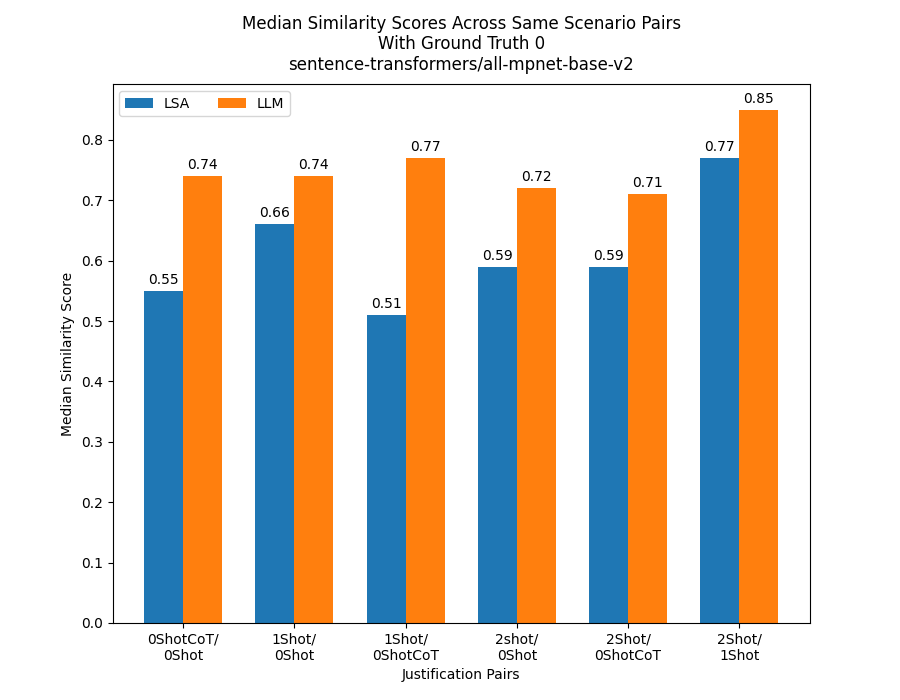 Median Similarity Scores Across Same Scenario Pairs
With Ground Truth 0
sentence-transformers/all-mpnet-base-v2
LSA
LLM
Median Similarity Score
0.8
0.7
0.6
0.5
0.4
0.3
0.2
0.1
0.0
0.55
0.74
0.66
0.74
0.51
0.77
0.59
0.72
0.59
0.71
0.77
0.85
0ShotCoT/
0Shot
1Shot/
0Shot
1Shot/
0ShotCoT
2shot/
0Shot
2Shot/
0ShotCoT
2Shot/
1Shot
Justification Pairs